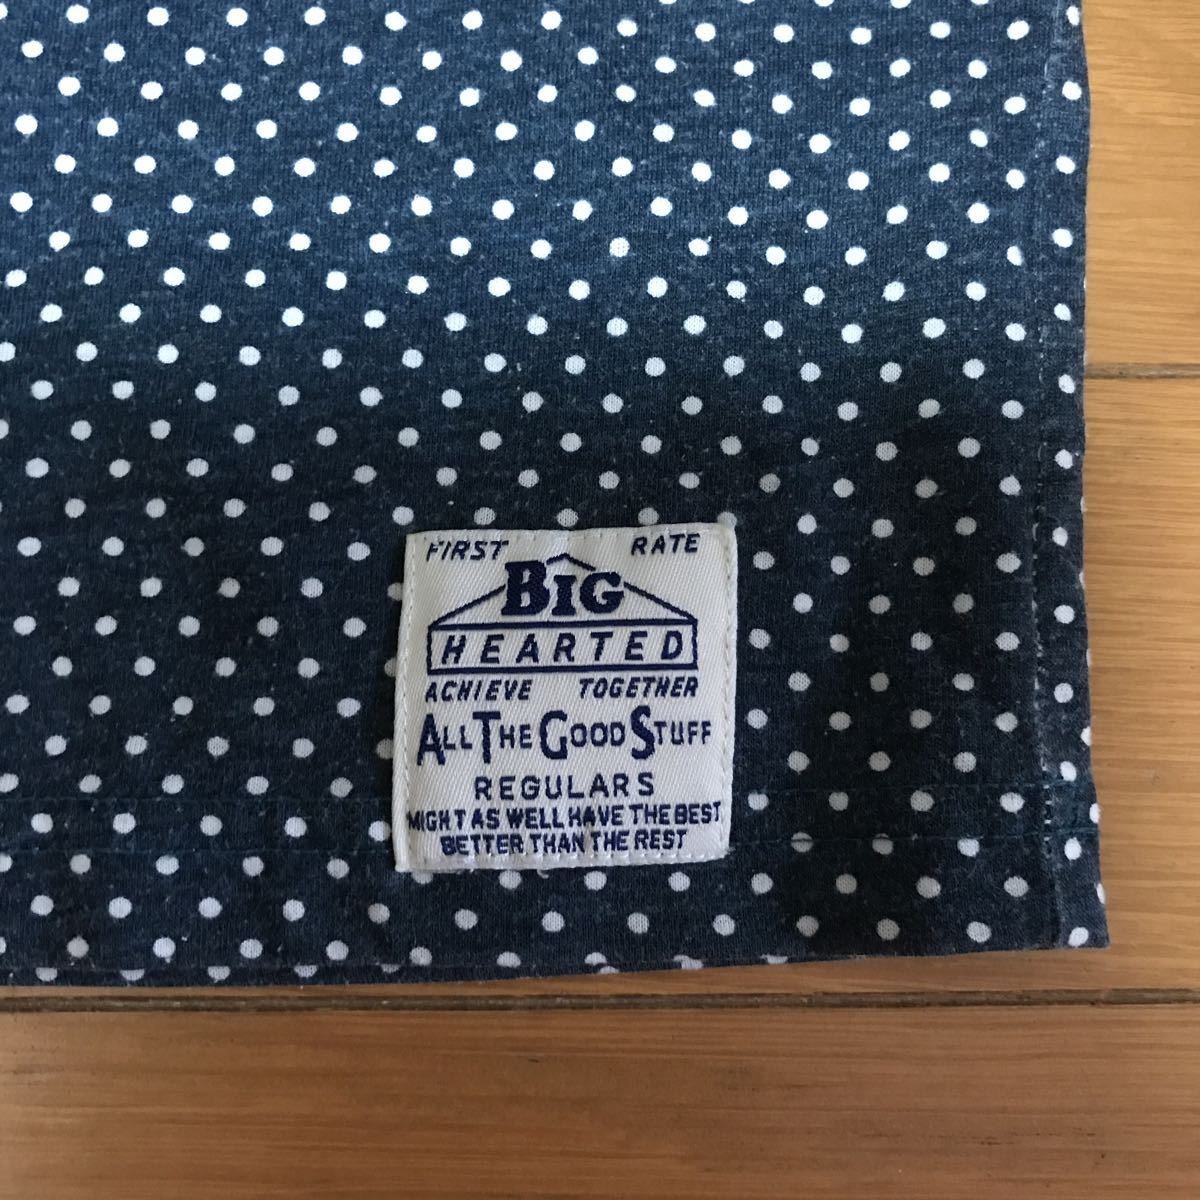 FIRST RATE
BIG
HEARTED
ACHIEVE TOGETHER
ALL THE GOOD STUFF
REGULARS
MIGHT AS WELL HAVE THE BEST
BETTER THAN THE REST